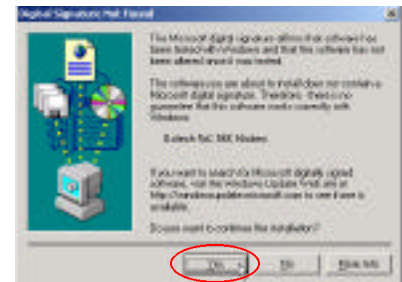 Digital Signature Not Found
The Microsoft digital signature affirms that software has
been tested with Windows and that the software has not
been altered since it was tested.
The software you are about to install does not contain a
Microsoft digital signature. Therefore, there is no
guarantee that this software works correctly with
Windows.
56K Modem
If you want to search for Microsoft digitally signed
software, visit the Windows Update Web site at
http://windowsupdate.microsoft.com to see if one is
available.
Do you want to continue the installation?
Yes No More Info